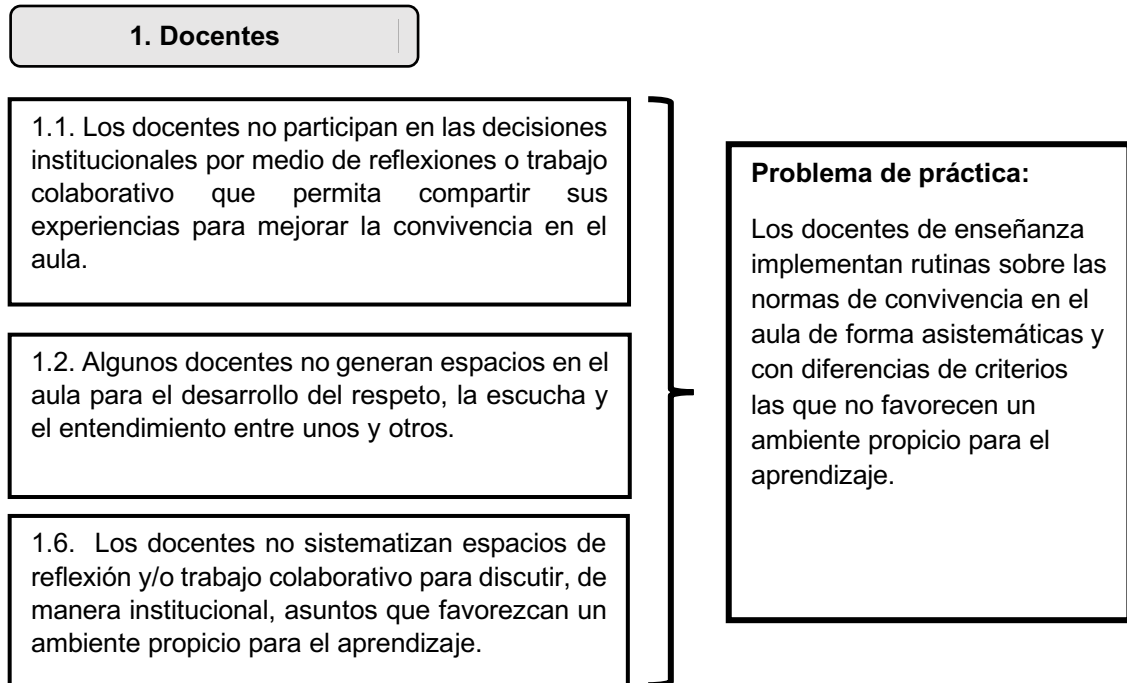 1. Docentes
1.1. Los docentes no participan en las decisiones
institucionales por medio de reflexiones o trabajo
colaborativo que permita compartir sus
experiencias para mejorar la convivencia en el
aula.
1.2. Algunos docentes no generan espacios en el
aula para el desarrollo del respeto, la escucha y
el entendimiento entre unos y otros.
1.6. Los docentes no sistematizan espacios de
reflexión y/o trabajo colaborativo para discutir, de
manera institucional, asuntos que favorezcan un
ambiente propicio para el aprendizaje.
Problema de práctica:
Los docentes de enseñanza
implementan rutinas sobre las
normas de convivencia en el
aula de forma asistemáticas y
con diferencias de criterios
las que no favorecen un
ambiente propicio para el
aprendizaje.